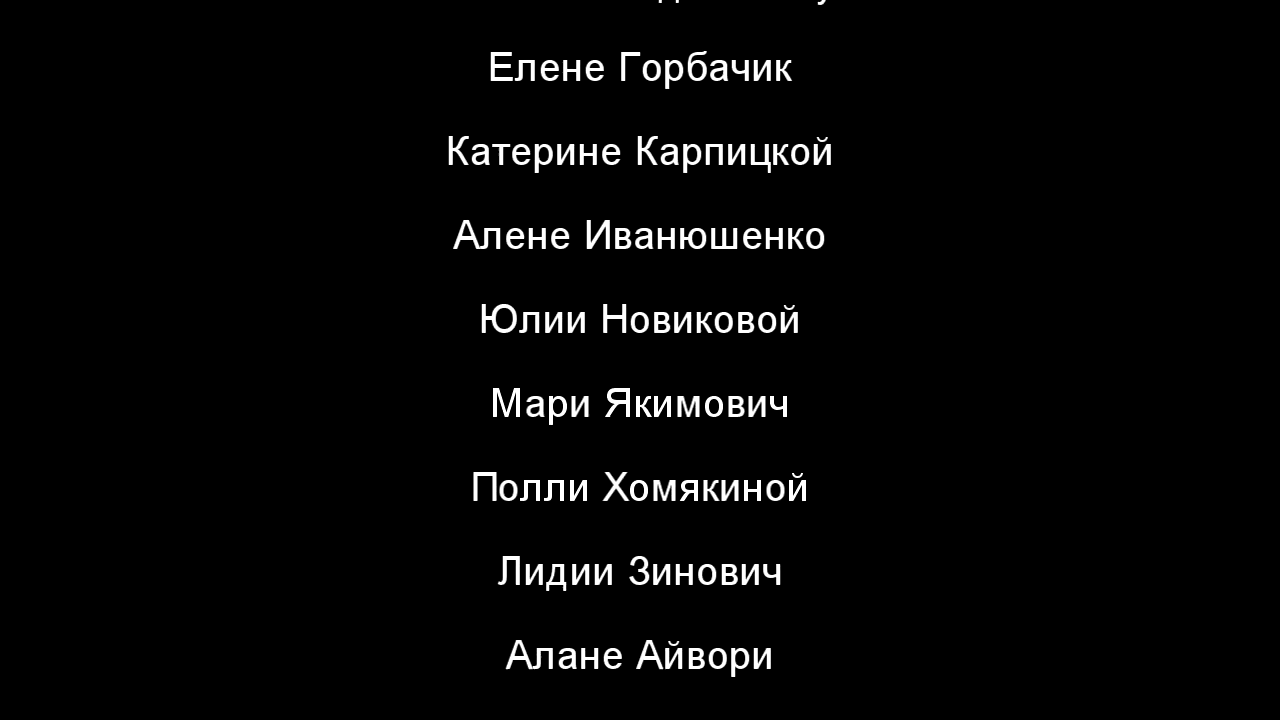 Елене Горбачик
Катерине Карпицкой
Алене Иванюшенко
Юлии Новиковой
Мари Якимович
Полли Хомякиной
Лидии Зинович
Алане Айвори